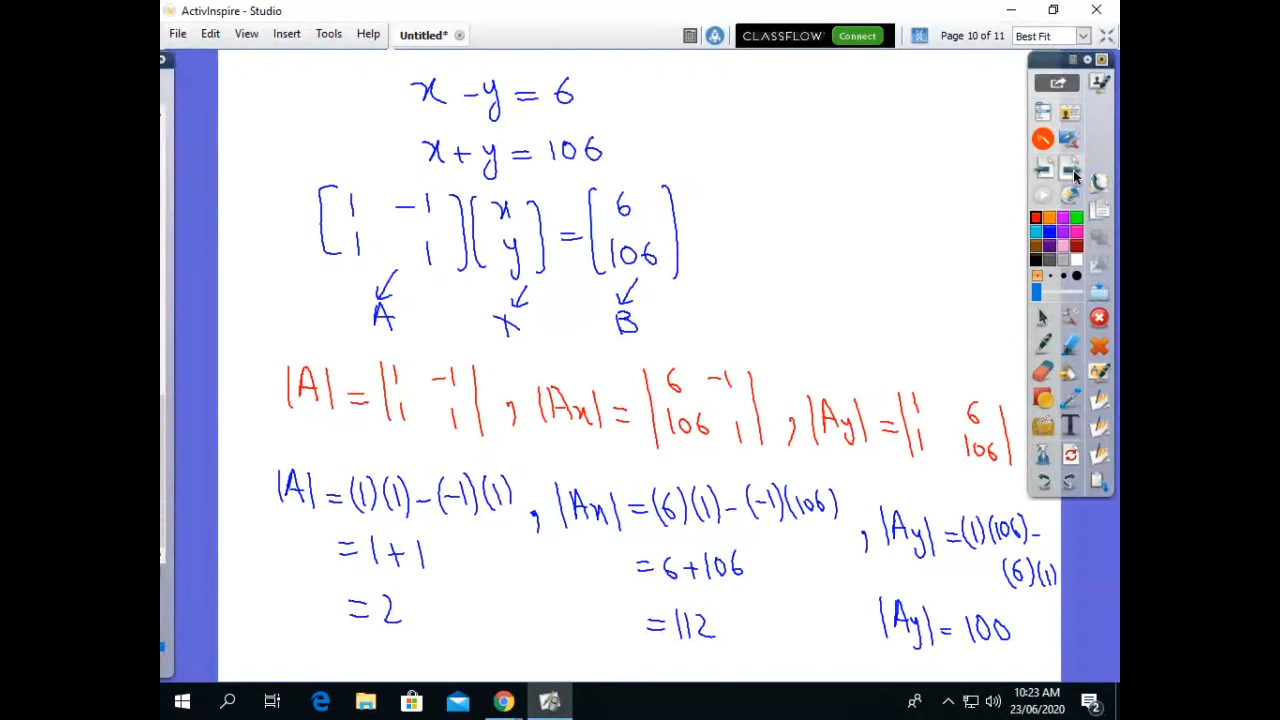 ActivInspire - Studio
File Edit View Insert Tools Help Untitled* CLASSFLOW Connect Page 10 of 11 Best Fit
x - y = 6
x + y = 106
[1 -1] [x] = [6]
[1 1] [y] [106]
A X B
|A| = |1 -1| , |Ax| = |6 -1| , |Ay| = |1 6|
|1 1| |106 1| |1 106|
|A| = (1)(1) - (-1)(1) , |Ax| = (6)(1) - (-1)(106) , |Ay| = (1)(106) -
(6)(1)
= 1 + 1 = 6 + 106
= 2 = 112 |Ay| = 100
T
10:23 AM
23/06/2020
2